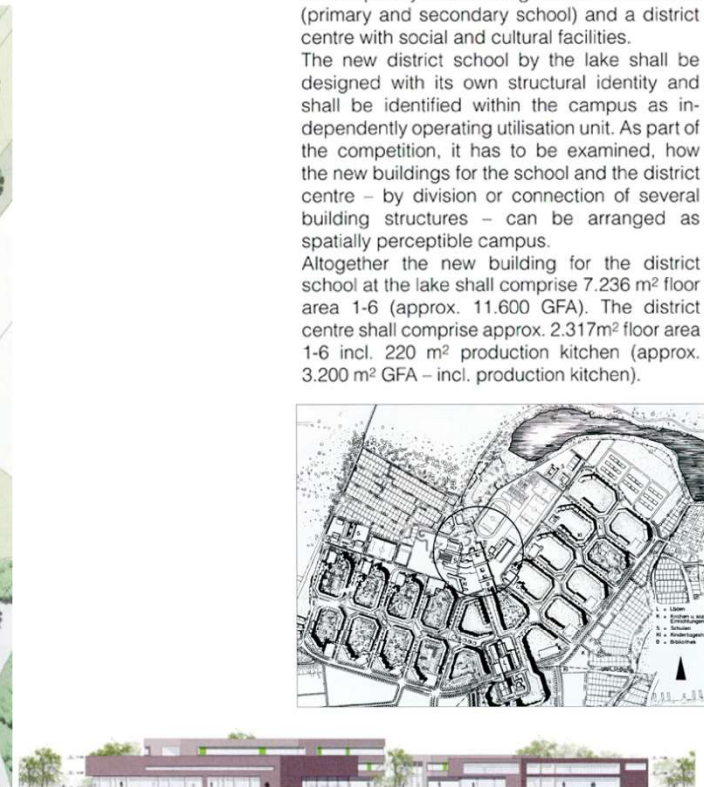 (primary and secondary school) and a district
centre with social and cultural facilities.
The new district school by the lake shall be
designed with its own structural identity and
shall be identified within the campus as in-
dependently operating utilisation unit. As part of
the competition, it has to be examined, how
the new buildings for the school and the district
centre – by division or connection of several
building structures – can be arranged as
spatially perceptible campus.
Altogether the new building for the district
school at the lake shall comprise 7.236 m² floor
area 1-6 (approx. 11.600 GFA). The district
centre shall comprise approx. 2.317m² floor area
1-6 incl. 220 m² production kitchen (approx.
3.200 m² GFA – incl. production kitchen).
L = Läden
K = Kirchen u.
Einrichtungen
S = Schulen
B = Bibliothek